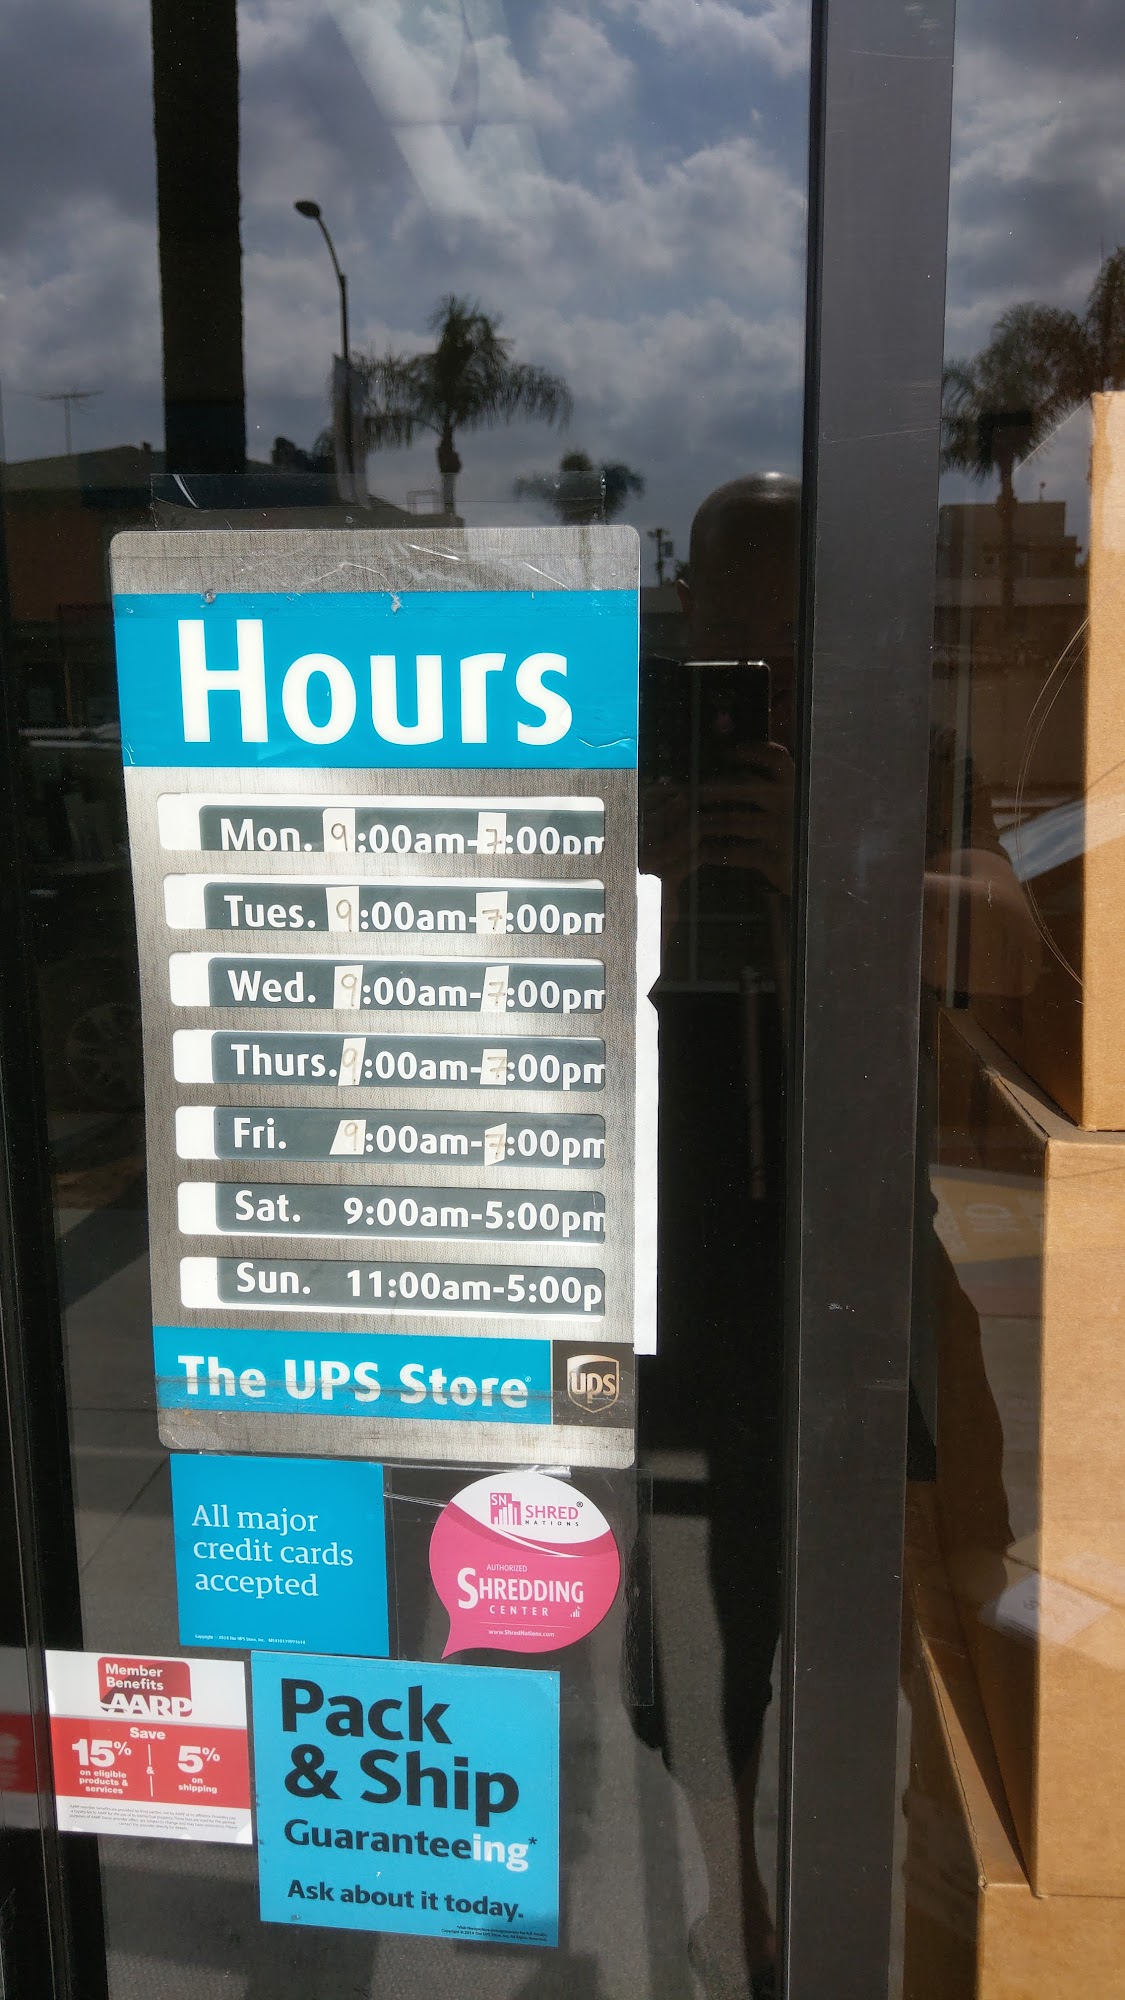 Hours
Mon. 9:00am-7:00pm
Tues. 9:00am-7:00pm
Wed. 9:00am-7:00pm
Thurs. 9:00am-7:00pm
Fri. 9:00am-7:00pm
Sat. 9:00am-5:00pm
Sun. 11:00am-5:00p
The UPS Store
ups
All major
credit cards
accepted
SN SHRED®
NATIONS
AUTHORIZED
SHREDDING
CENTER
www.ShredNations.com
Member
Benefits
AARP
Save
15% & 5%
on eligible
products &
services
on
shipping
Pack
& Ship
Guaranteeing*
Ask about it today.